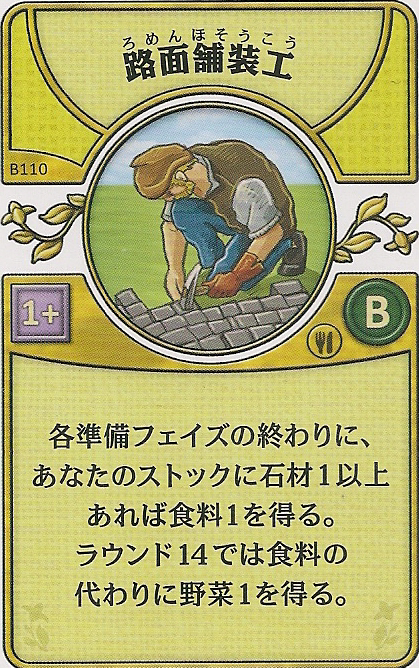 ろめんほそうこう
路面舗装工
B110
1+
B
各準備フェイズの終わりに、
あなたのストックに石材1以上
あれば食料1を得る。
ラウンド14では食料の
代わりに野菜1を得る。